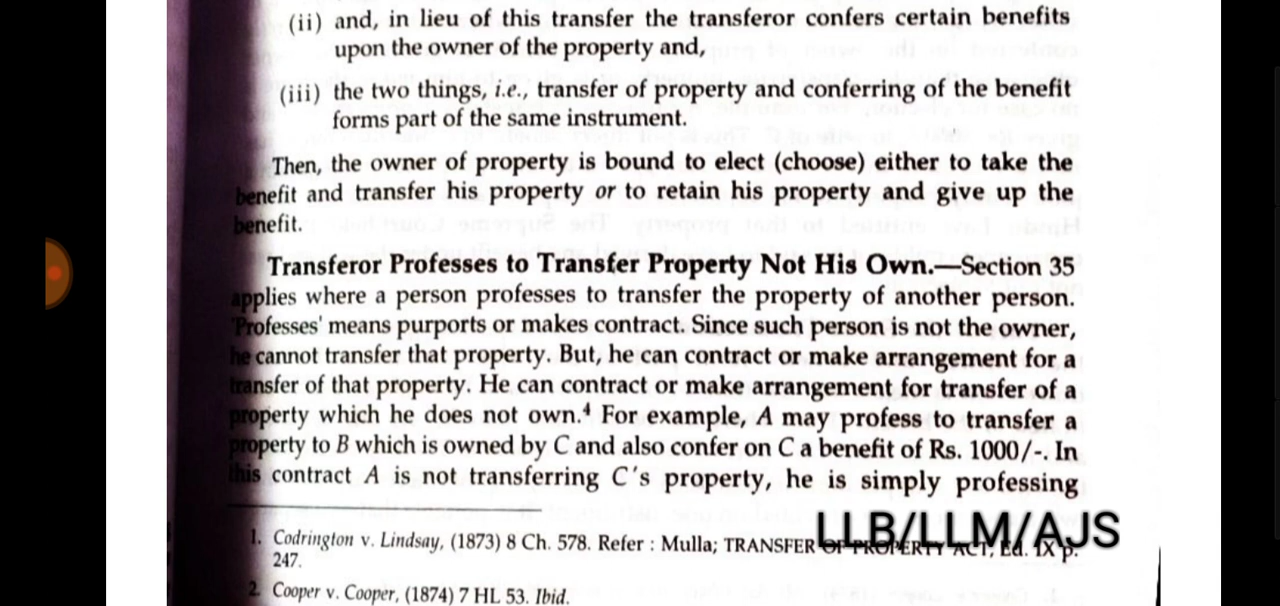 (ii) and, in lieu of this transfer the transferor confers certain benefits
upon the owner of the property and,
(iii) the two things, i.e., transfer of property and conferring of the benefit
forms part of the same instrument.
Then, the owner of property is bound to elect (choose) either to take the
benefit and transfer his property or to retain his property and give up the
benefit.
Transferor Professes to Transfer Property Not His Own.—Section 35
applies where a person professes to transfer the property of another person.
'Professes' means purports or makes contract. Since such person is not the owner,
he cannot transfer that property. But, he can contract or make arrangement for a
transfer of that property. He can contract or make arrangement for transfer of a
property which he does not own.4 For example, A may profess to transfer a
property to B which is owned by C and also confer on C a benefit of Rs. 1000/-. In
this contract A is not transferring C's property, he is simply professing
1. Codrington v. Lindsay, (1873) 8 Ch. 578. Refer : Mulla; TRANSFER OF PROPERTY ACT, Ed. IX p.
247.
2. Cooper v. Cooper, (1874) 7 HL 53. Ibid.
LLB/LLM/AJS